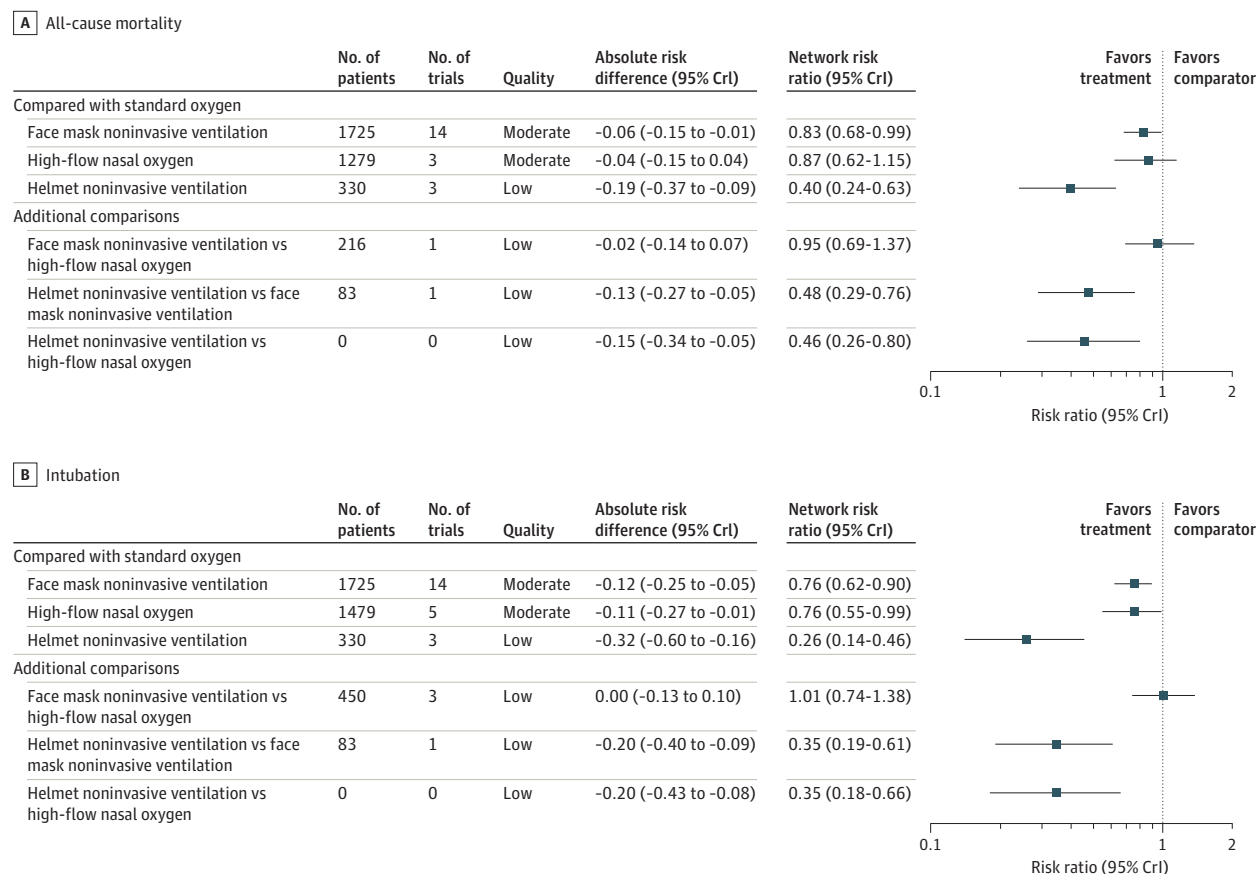 A All-cause mortality
No. of patients No. of trials Quality Absolute risk difference (95% Crl) Network risk ratio (95% CrI) Favors treatment Favors comparator
Compared with standard oxygen
Face mask noninvasive ventilation 1725 14 Moderate -0.06 (-0.15 to -0.01) 0.83 (0.68-0.99)
High-flow nasal oxygen 1279 3 Moderate -0.04 (-0.15 to 0.04) 0.87 (0.62-1.15)
Helmet noninvasive ventilation 330 3 Low -0.19 (-0.37 to -0.09) 0.40 (0.24-0.63)
Additional comparisons
Face mask noninvasive ventilation vs 216 1 Low -0.02 (-0.14 to 0.07) 0.95 (0.69-1.37)
high-flow nasal oxygen
Helmet noninvasive ventilation vs face 83 1 Low -0.13 (-0.27 to -0.05) 0.48 (0.29-0.76)
mask noninvasive ventilation
Helmet noninvasive ventilation vs 0 0 Low -0.15 (-0.34 to -0.05) 0.46 (0.26-0.80)
high-flow nasal oxygen
0.1 1 2
Risk ratio (95% CrI)
B Intubation
No. of patients No. of trials Quality Absolute risk difference (95% Crl) Network risk ratio (95% CrI) Favors treatment Favors comparator
Compared with standard oxygen
Face mask noninvasive ventilation 1725 14 Moderate -0.12 (-0.25 to -0.05) 0.76 (0.62-0.90)
High-flow nasal oxygen 1479 5 Moderate -0.11 (-0.27 to -0.01) 0.76 (0.55-0.99)
Helmet noninvasive ventilation 330 3 Low -0.32 (-0.60 to -0.16) 0.26 (0.14-0.46)
Additional comparisons
Face mask noninvasive ventilation vs 450 3 Low 0.00 (-0.13 to 0.10) 1.01 (0.74-1.38)
high-flow nasal oxygen
Helmet noninvasive ventilation vs face 83 1 Low -0.20 (-0.40 to -0.09) 0.35 (0.19-0.61)
mask noninvasive ventilation
Helmet noninvasive ventilation vs 0 0 Low -0.20 (-0.43 to -0.08) 0.35 (0.18-0.66)
high-flow nasal oxygen
0.1 1 2
Risk ratio (95% CrI)